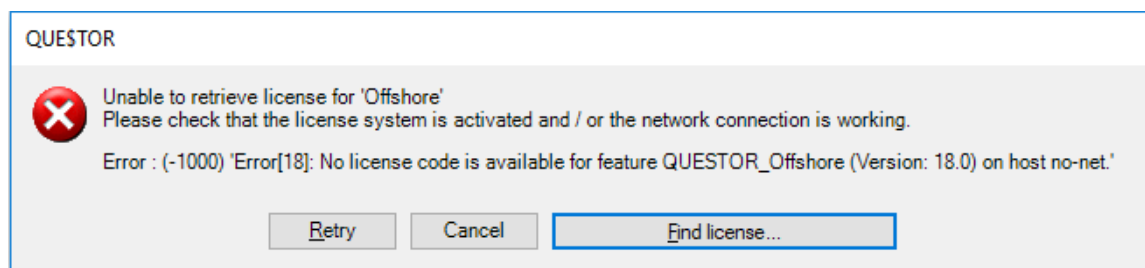 QUE$TOR
Unable to retrieve license for 'Offshore'
Please check that the license system is activated and / or the network connection is working.
Error : (-1000) 'Error[18]: No license code is available for feature QUESTOR_Offshore (Version: 18.0) on host no-net.'
Retry
Cancel
Find license...